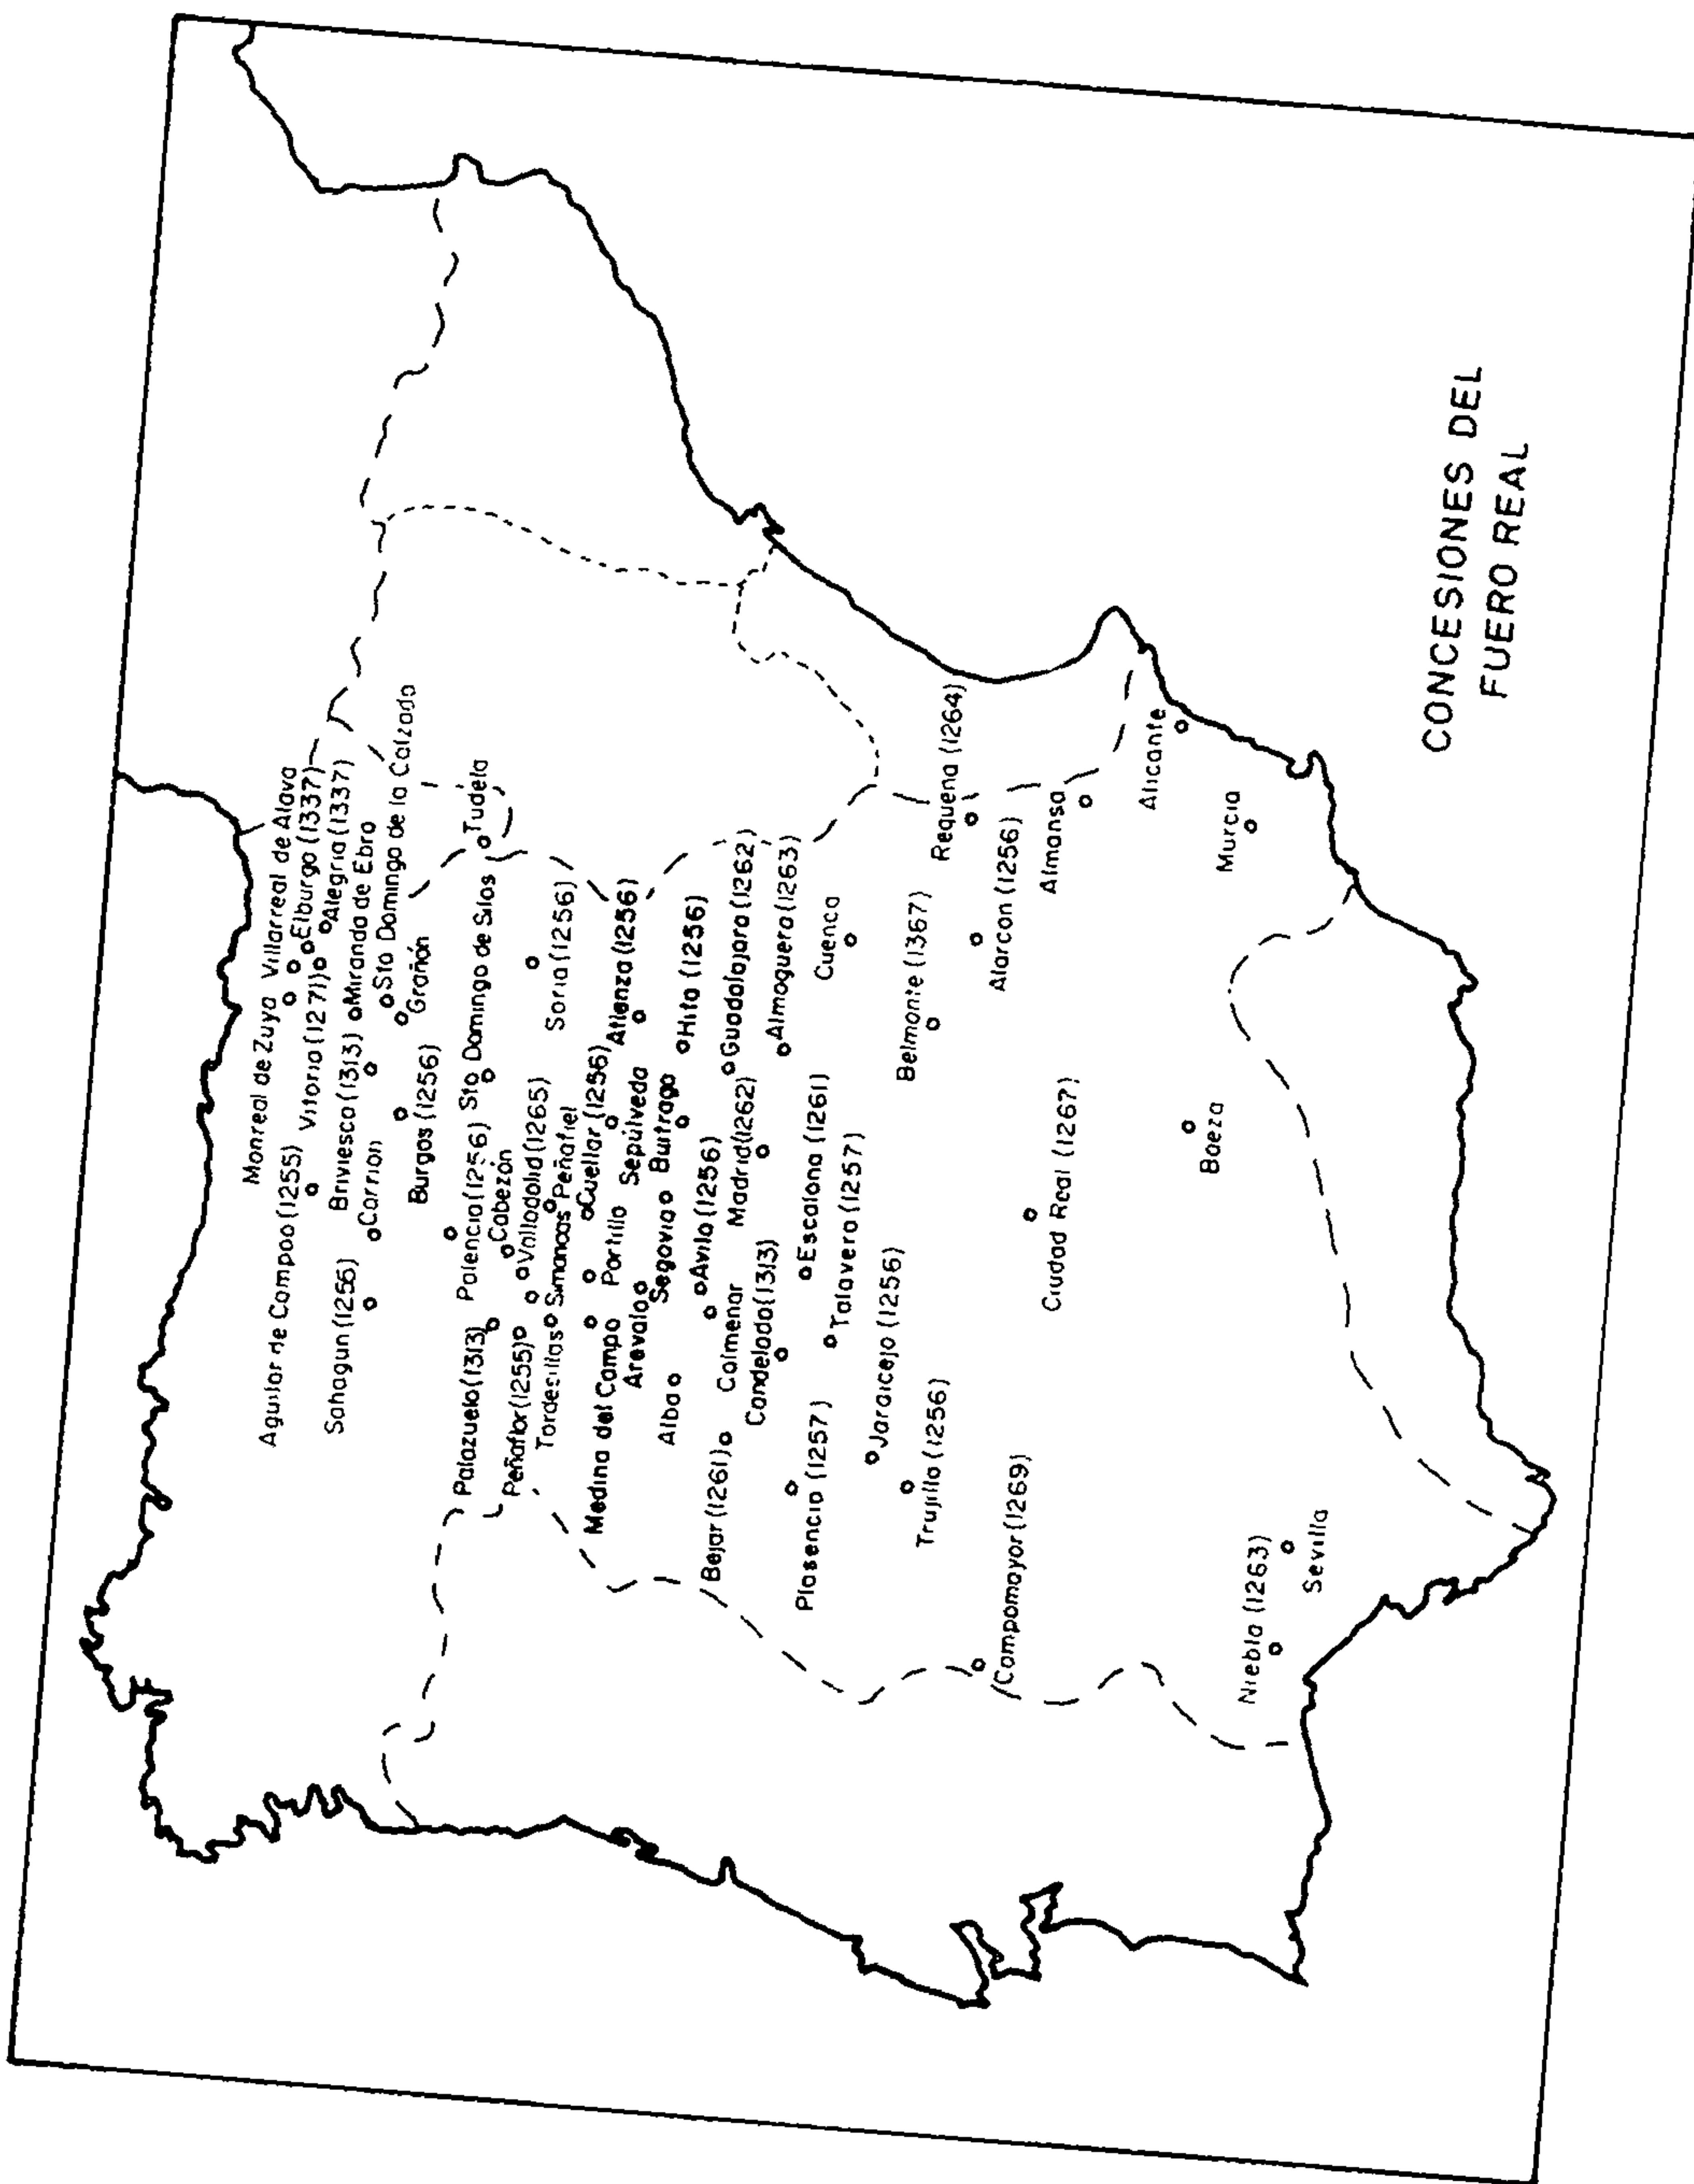 Monreal de Zuya
Villarreal de Alava
Aguilar de Campoo (1255)
Vitoria (1271)
Elburgo (1337)
Alegria (1337)
Sahagun (1256)
Briviesca (1313)
Miranda de Ebro
Carrion
Sto Domingo de la Calzada
Grañón
Burgos (1256)
Palazuelo (1313)
Palencia (1256)
Sto Domingo de Silos
Tudela
Cabezón
Peñaflor (1255)
Valladolid (1265)
Tordesillas
Simancas
Peñafiel
Soria (1256)
Medina del Campo
Portillo
Cuellar (1256)
Sepúlveda
Atienza (1256)
Arevalo
Segovia
Buitrago
Hita (1256)
Alba
Avila (1256)
Bejar (1261)
Colmenar
Madrid (1262)
Guadalajara (1262)
Candelada (1313)
Almoguera (1263)
Plasencia (1257)
Escalona (1261)
Cuenca
Talavera (1257)
Jaraicejo (1256)
Belmonte (1367)
Requena (1264)
Trujillo (1256)
Alarcon (1256)
Campomayor (1269)
Ciudad Real (1267)
Almansa
Alicante
Baeza
Murcia
Niebla (1263)
Sevilla
CONCESIONES DEL
FUERO REAL